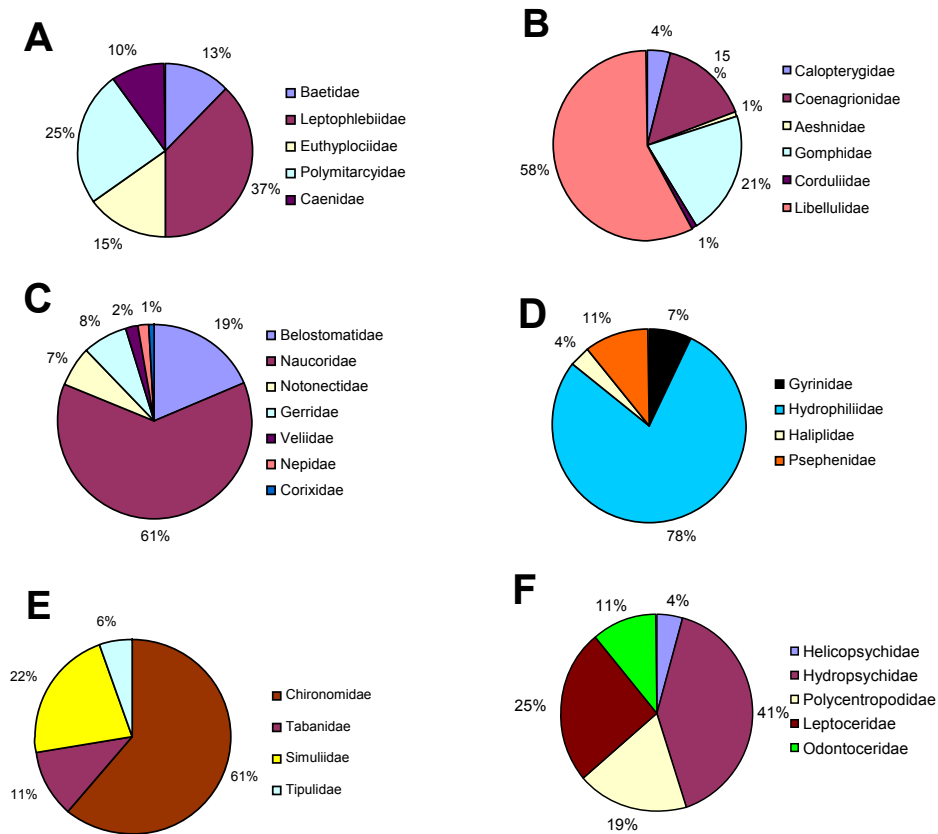 A
10%
13%
25%
37%
15%
Baetidae
Leptophlebiidae
Euthyplociidae
Polymitarcyidae
Caenidae
B
4%
15
%
1%
58%
21%
1%
Calopterygidae
Coenagrionidae
Aeshnidae
Gomphidae
Corduliidae
Libellulidae
C
8%
2%
1%
19%
7%
61%
Belostomatidae
Naucoridae
Notonectidae
Gerridae
Veliidae
Nepidae
Corixidae
D
11%
7%
4%
78%
Gyrinidae
Hydrophiliidae
Haliplidae
Psephenidae
E
6%
22%
11%
61%
Chironomidae
Tabanidae
Simuliidae
Tipulidae
F
11%
4%
25%
41%
19%
Helicopsychidae
Hydropsychidae
Polycentropodidae
Leptoceridae
Odontoceridae